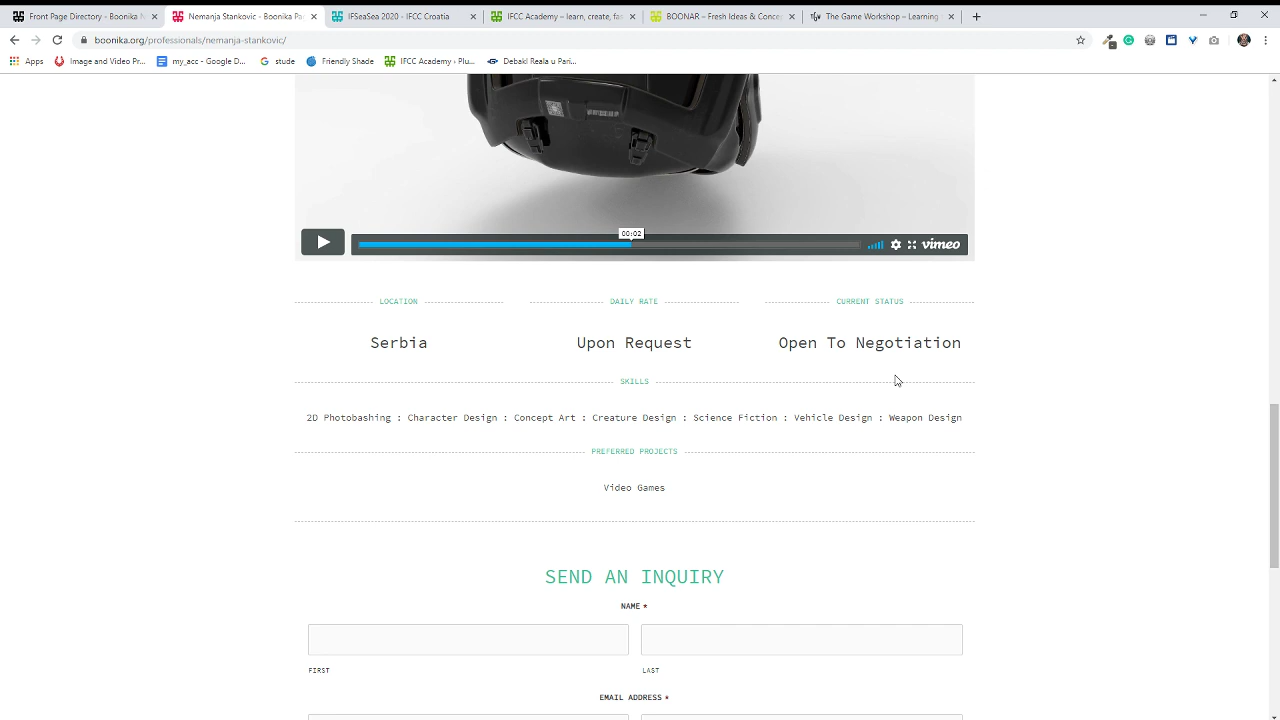 Front Page Directory - Boonika N
Nemanja Stanković - Boonika Pa
IFSeaSea 2020 - IFCC Croatia
IFCC Academy – learn, create, fas
BOONAR – Fresh Ideas & Concep
The Game Workshop – Learning
boonika.org/professionals/nemanja-stankovic/
Apps
Image and Video Pr...
my_acc - Google D...
stude
Friendly Shade
IFCC Academy ‹ Plu...
Debakl Reala u Pari...
00:02
vimeo
LOCATION
DAILY RATE
CURRENT STATUS
Serbia
Upon Request
Open To Negotiation
SKILLS
2D Photobashing : Character Design : Concept Art : Creature Design : Science Fiction : Vehicle Design : Weapon Design
PREFERRED PROJECTS
Video Games
SEND AN INQUIRY
NAME *
FIRST
LAST
EMAIL ADDRESS *